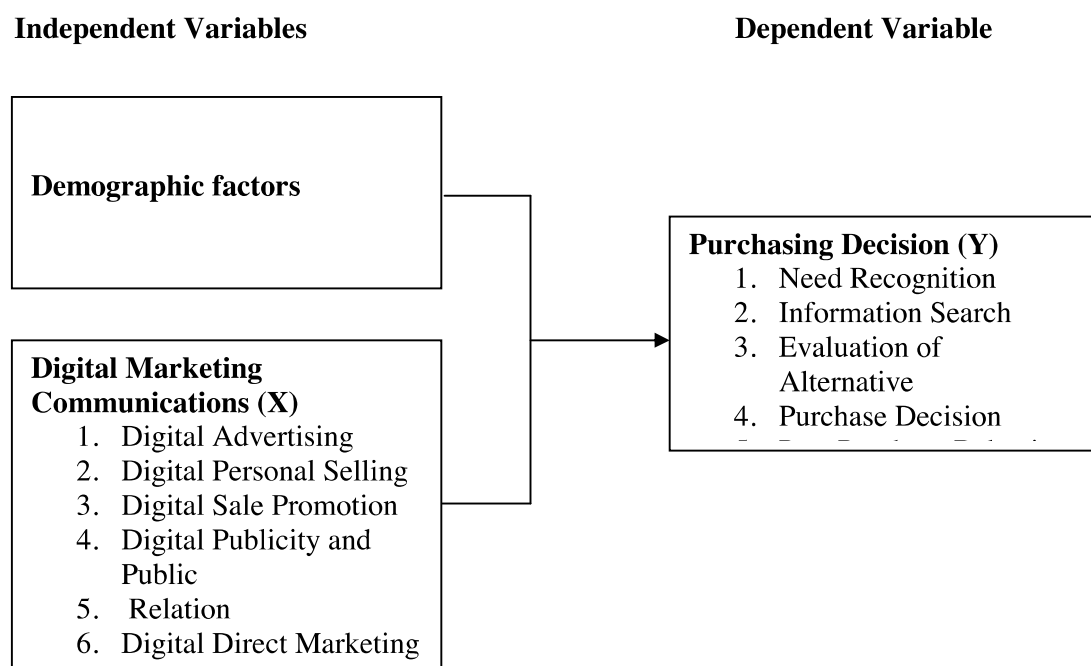 Independent Variables
Dependent Variable
Demographic factors
Digital Marketing
Communications (X)
1. Digital Advertising
2. Digital Personal Selling
3. Digital Sale Promotion
4. Digital Publicity and
Public
5. Relation
6. Digital Direct Marketing
Purchasing Decision (Y)
1. Need Recognition
2. Information Search
3. Evaluation of
Alternative
4. Purchase Decision